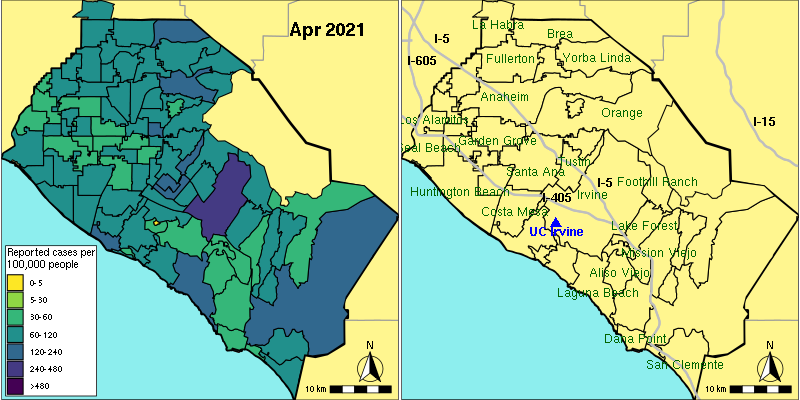 Apr 2021
Reported cases per
100,000 people
0-5
5-30
30-60
60-120
120-240
240-480
>480
N
10 km
La Habra
Brea
I-5
I-605
Fullerton
Yorba Linda
Anaheim
Orange
I-15
os Alamitos
Garden Grove
Seal Beach
Tustin
Santa Ana
I-5
Foothill Ranch
Huntington Beach
I-405
Irvine
Costa Mesa
Lake Forest
UC Irvine
Mission Viejo
Aliso Viejo
Laguna Beach
Dana Point
San Clemente
N
10 km